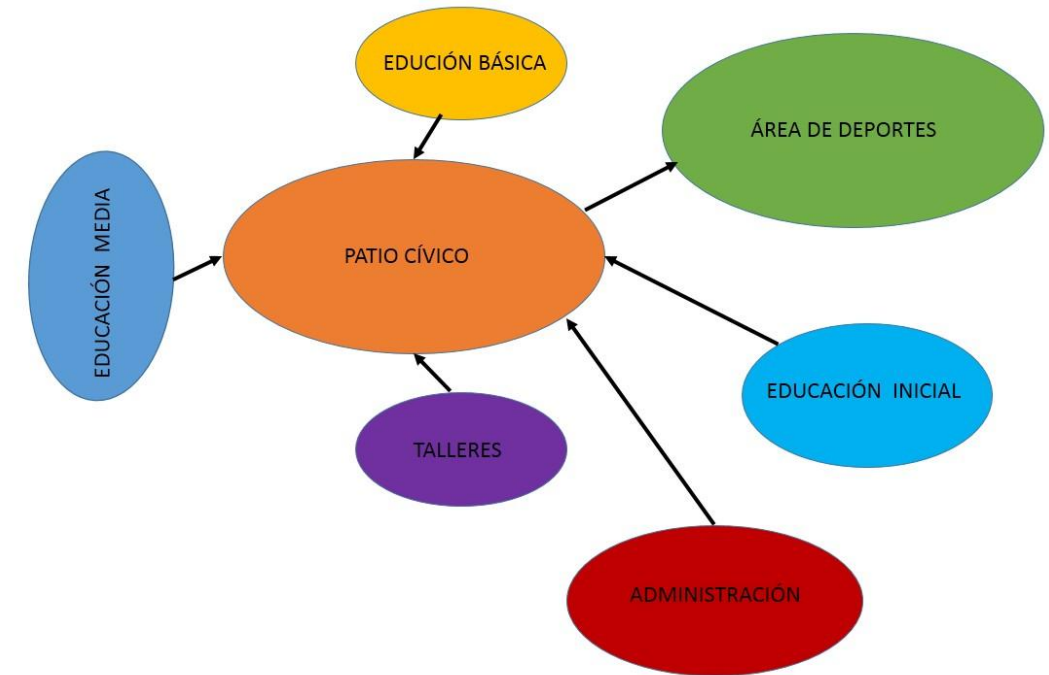 EDUCIÓN BÁSICA
ÁREA DE DEPORTES
EDUCACIÓN MEDIA
PATIO CÍVICO
EDUCACIÓN INICIAL
TALLERES
ADMINISTRACIÓN